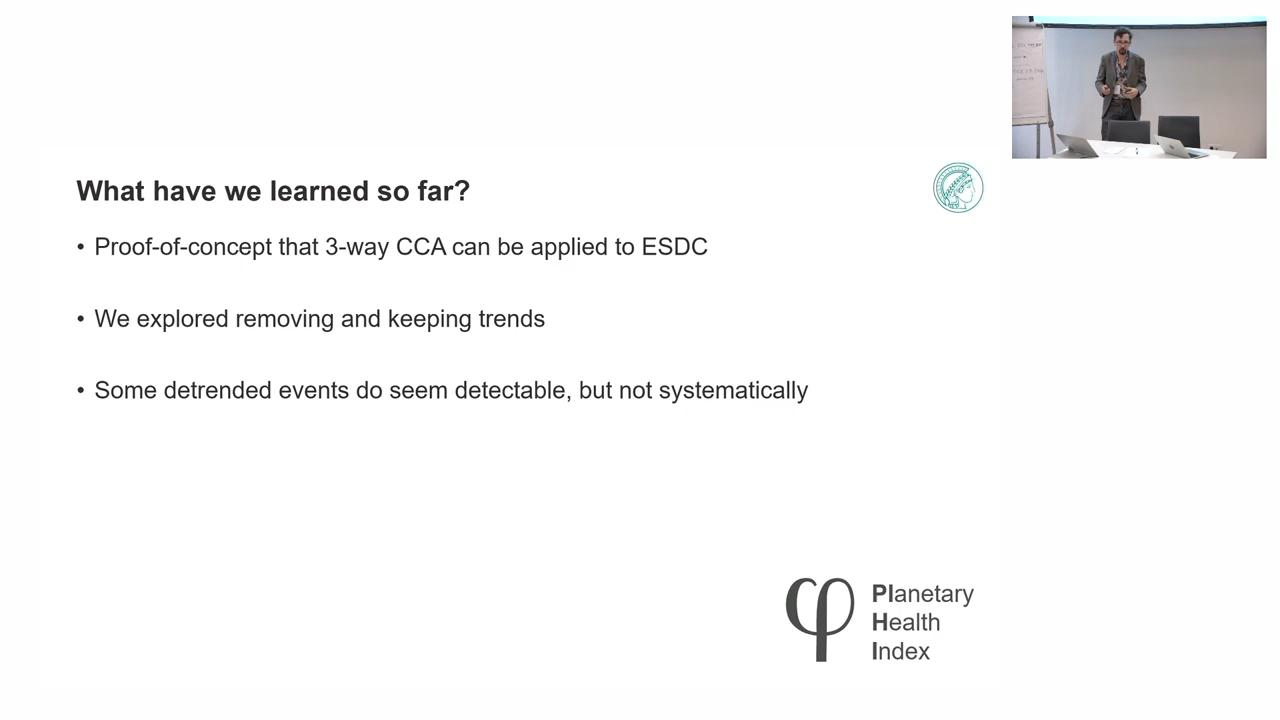 What have we learned so far?
• Proof-of-concept that 3-way CCA can be applied to ESDC
• We explored removing and keeping trends
• Some detrended events do seem detectable, but not systematically
φ
Planetary
Health
Index